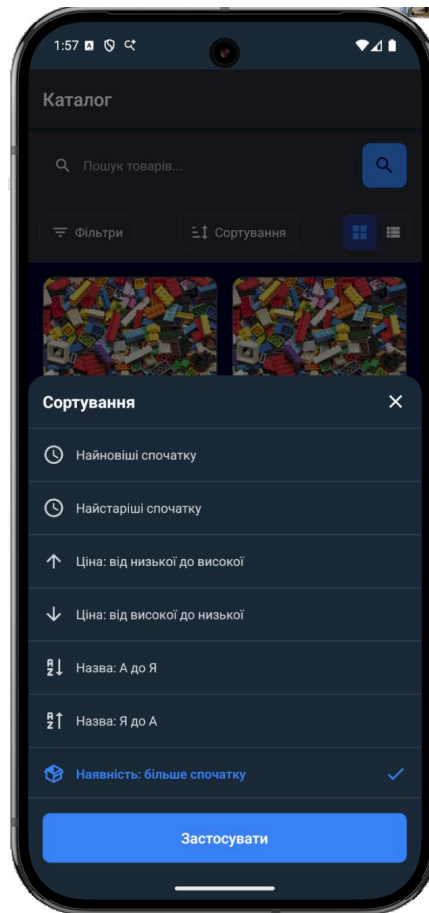 1:57
Каталог
Пошук товарів...
Фільтри
Сортування
Сортування
Найновіші спочатку
Найстаріші спочатку
Ціна: від низької до високої
Ціна: від високої до низької
Назва: А до Я
Назва: Я до А
Наявність: більше спочатку
Застосувати